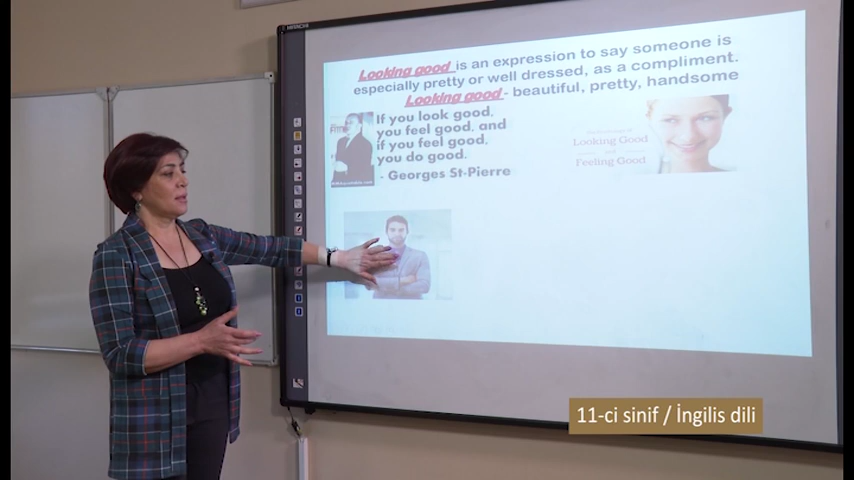 HITACHI
Looking good is an expression to say someone is
especially pretty or well dressed, as a compliment.
Looking good - beautiful, pretty, handsome
If you look good,
you feel good, and
if you feel good,
you do good.
- Georges St-Pierre
Looking Good
Feeling Good
11-ci sinif / İngilis dili